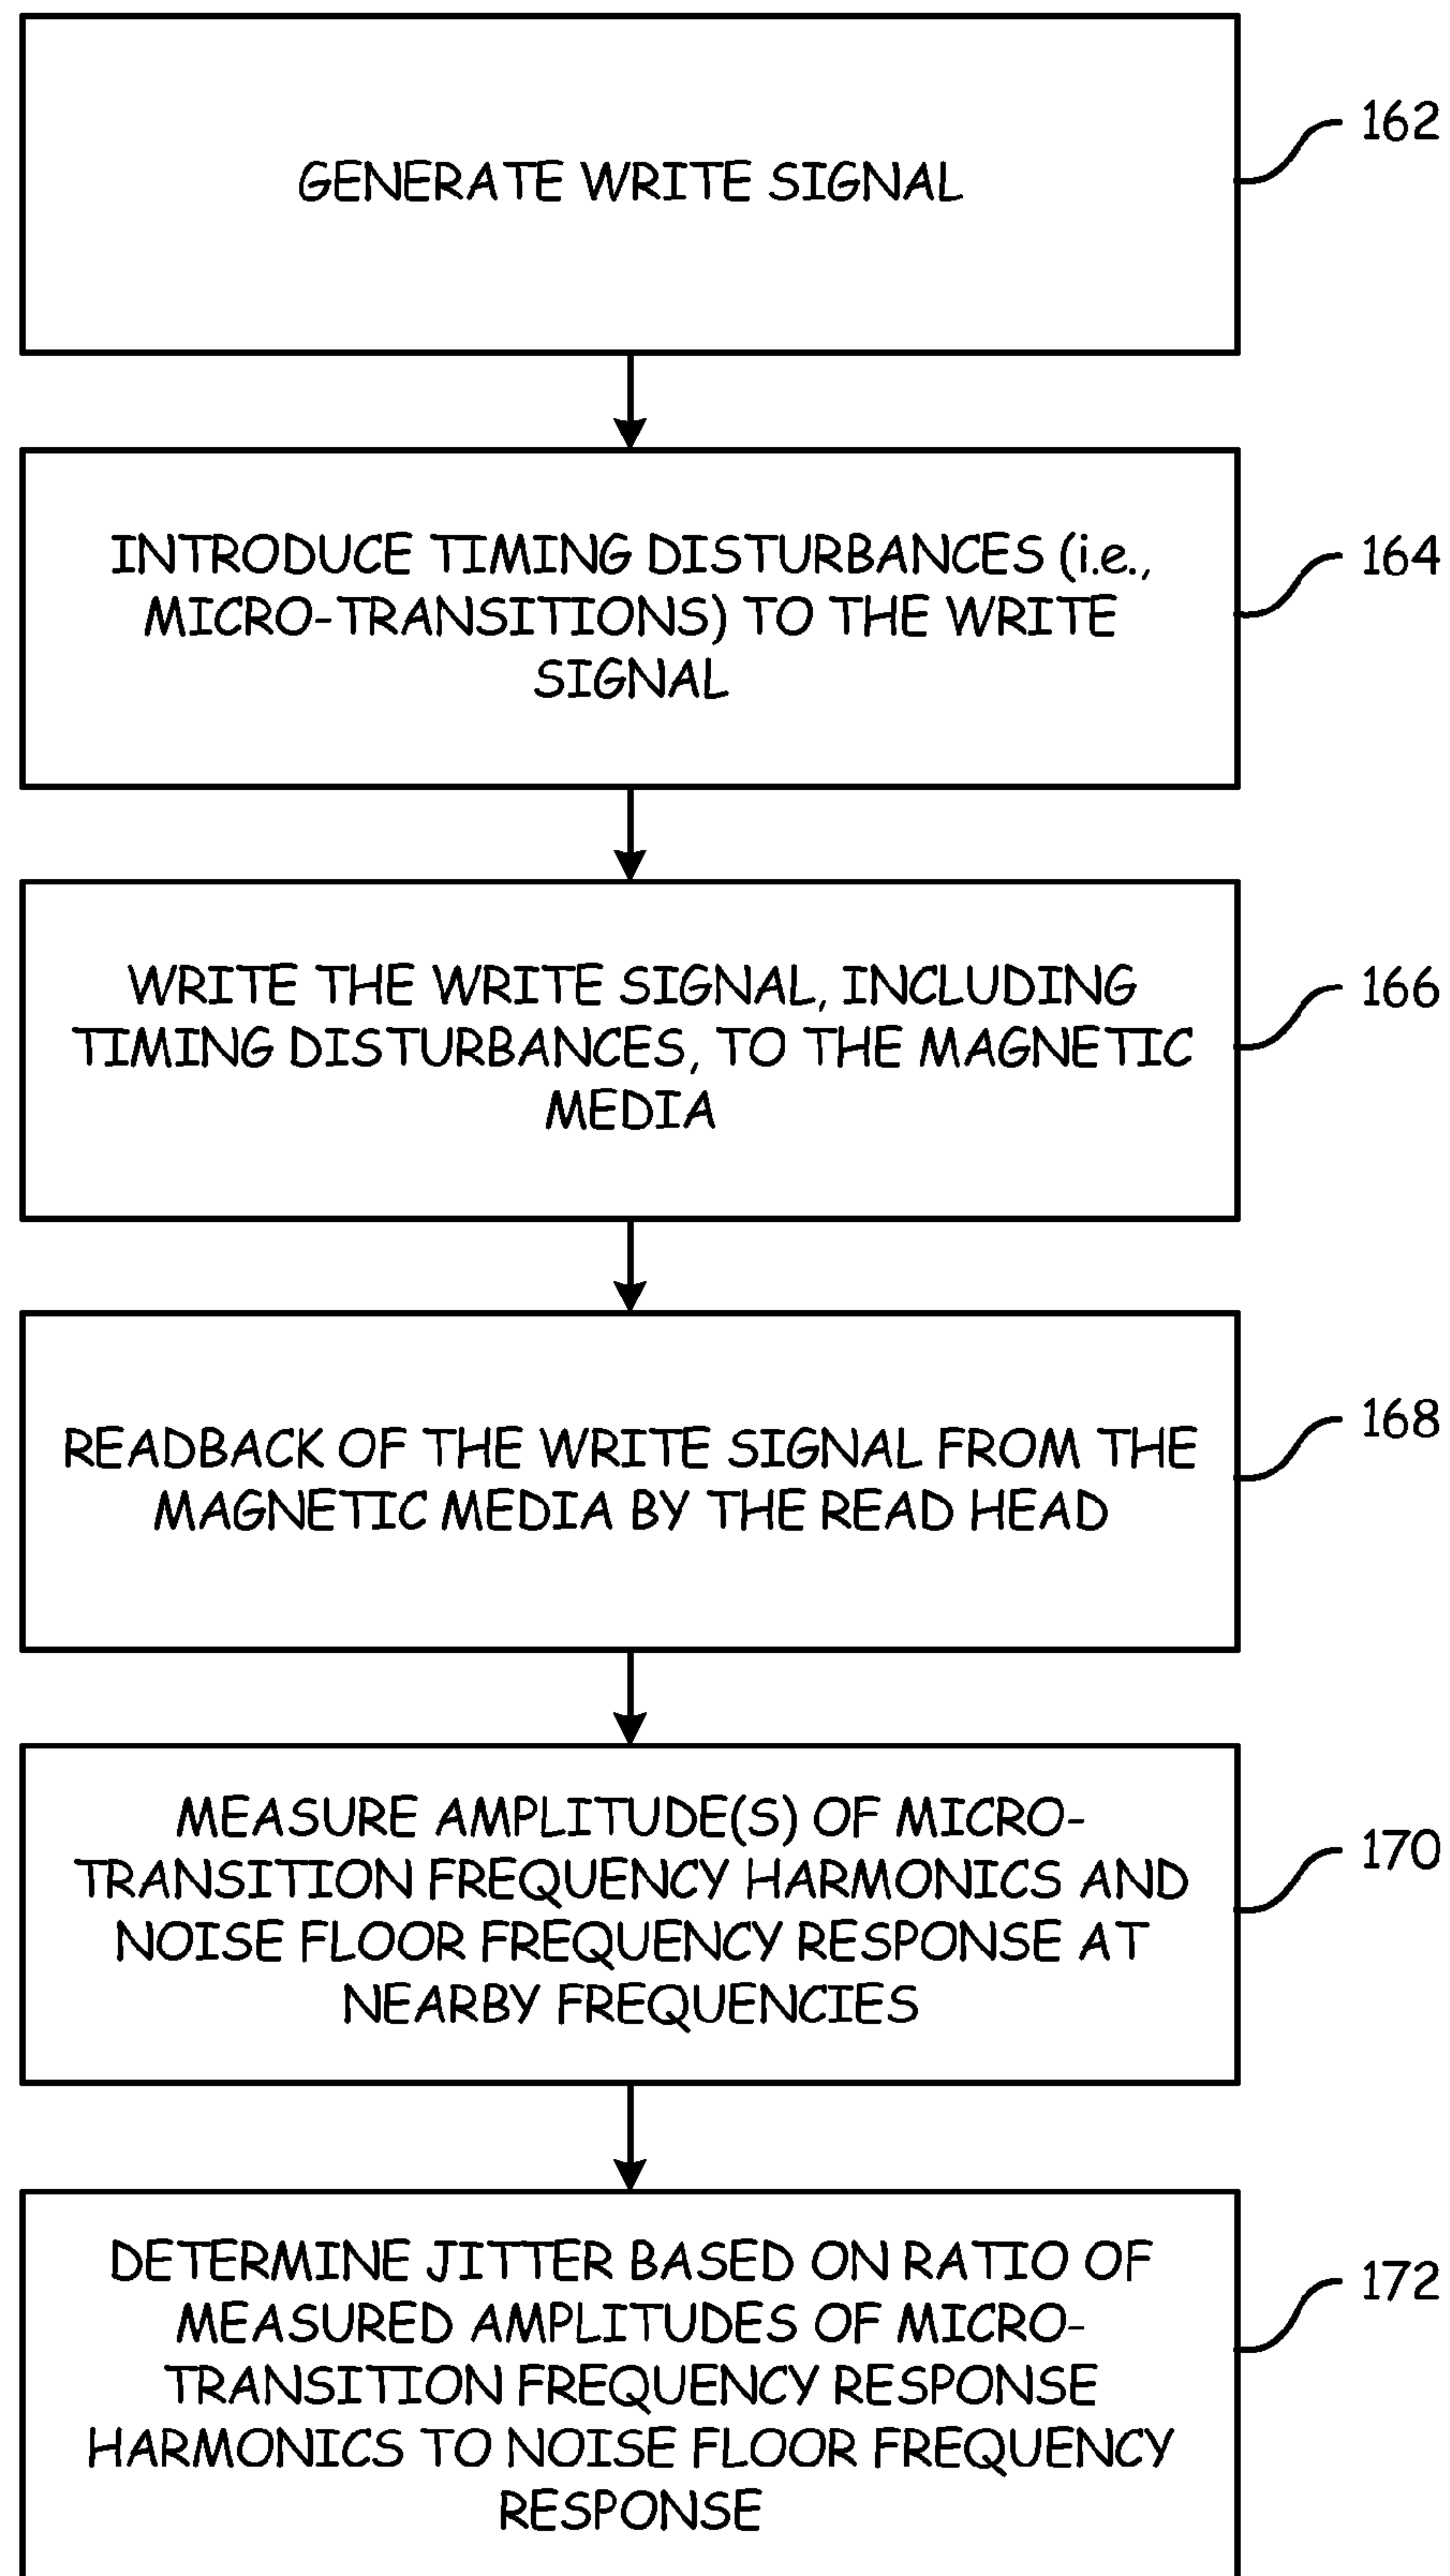 GENERATE WRITE SIGNAL
162
INTRODUCE TIMING DISTURBANCES (i.e.,
MICRO-TRANSITIONS) TO THE WRITE
SIGNAL
164
WRITE THE WRITE SIGNAL, INCLUDING
TIMING DISTURBANCES, TO THE MAGNETIC
MEDIA
166
READBACK OF THE WRITE SIGNAL FROM THE
MAGNETIC MEDIA BY THE READ HEAD
168
MEASURE AMPLITUDE(S) OF MICRO-
TRANSITION FREQUENCY HARMONICS AND
NOISE FLOOR FREQUENCY RESPONSE AT
NEARBY FREQUENCIES
170
DETERMINE JITTER BASED ON RATIO OF
MEASURED AMPLITUDES OF MICRO-
TRANSITION FREQUENCY RESPONSE
HARMONICS TO NOISE FLOOR FREQUENCY
RESPONSE
172